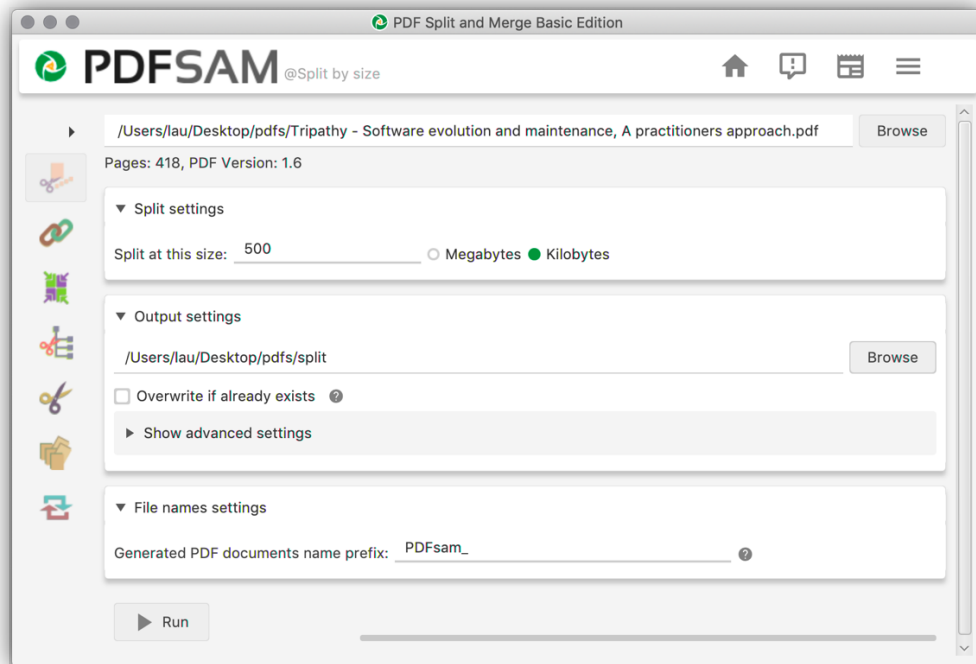 PDF Split and Merge Basic Edition
PDFSAM @Split by size
/Users/lau/Desktop/pdfs/Tripathy - Software evolution and maintenance, A practitioners approach.pdf Browse
Pages: 418, PDF Version: 1.6
Split settings
Split at this size: 500 Megabytes Kilobytes
Output settings
/Users/lau/Desktop/pdfs/split Browse
Overwrite if already exists ?
Show advanced settings
File names settings
Generated PDF documents name prefix: PDFsam_ ?
Run